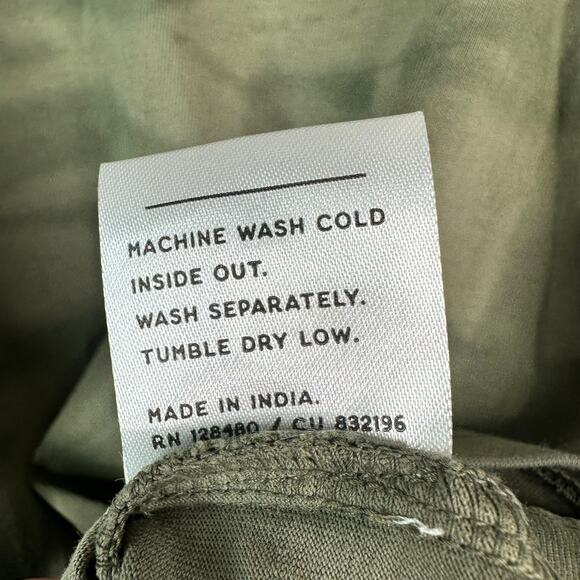 MACHINE WASH COLD
INSIDE OUT.
WASH SEPARATELY.
TUMBLE DRY LOW.
MADE IN INDIA.
RN 128480 / CU 832196